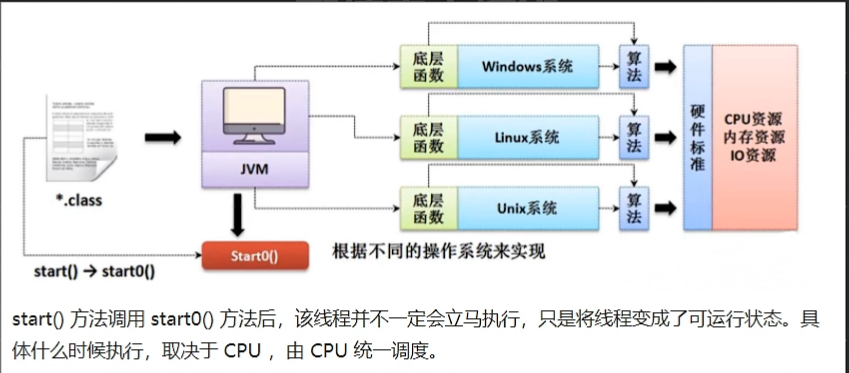 底层
函数
Windows系统
算
法
底层
函数
Linux系统
算
法
硬
件
标
准
CPU资源
内存资源
IO资源
JVM
*.class
底层
函数
Unix系统
算
法
Start0()
根据不同的操作系统来实现
start() → start0()
start() 方法调用 start0() 方法后，该线程并不一定会立马执行，只是将线程变成了可运行状态。具
体什么时候执行，取决于 CPU ，由 CPU 统一调度。